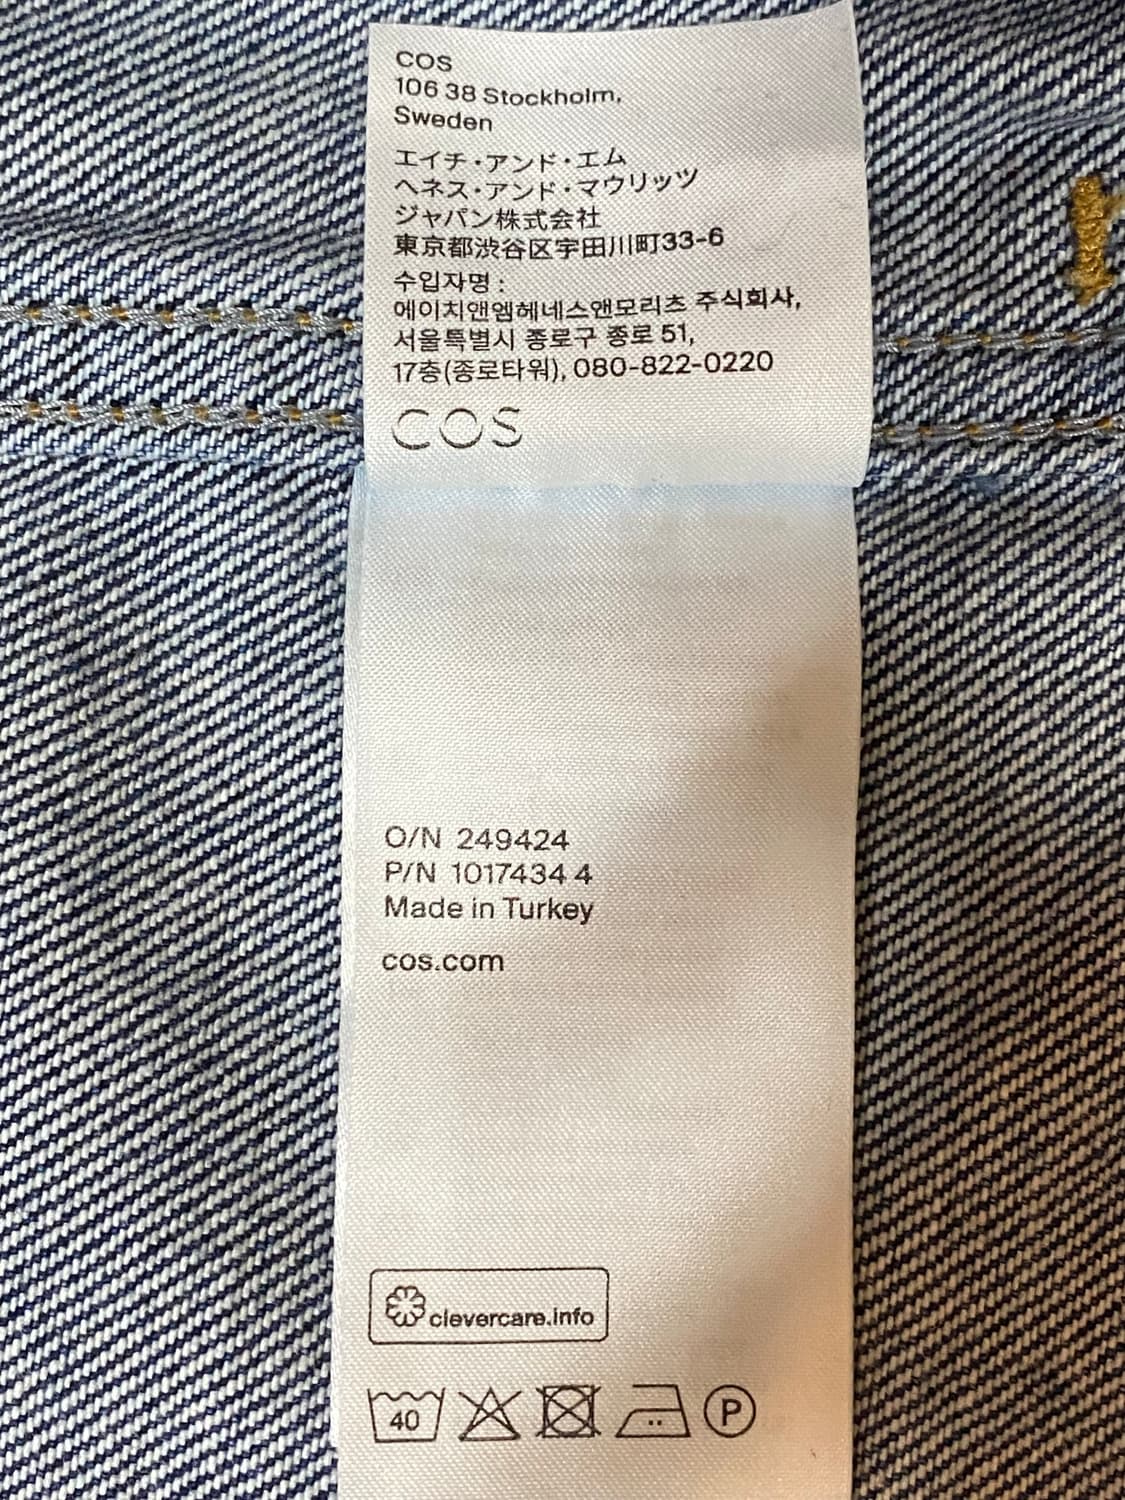 COS
106 38 Stockholm,
Sweden
エイチ・アンド・エム
ヘネス・アンド・マウリッツ
ジャパン株式会社
東京都渋谷区宇田川町33-6
수입자명 :
에이치앤엠헤네스앤모리츠 주식회사,
서울특별시 종로구 종로 51,
17층(종로타워), 080-822-0220
COS
O/N 249424
P/N 1017434 4
Made in Turkey
cos.com
clevercare.info
40
P